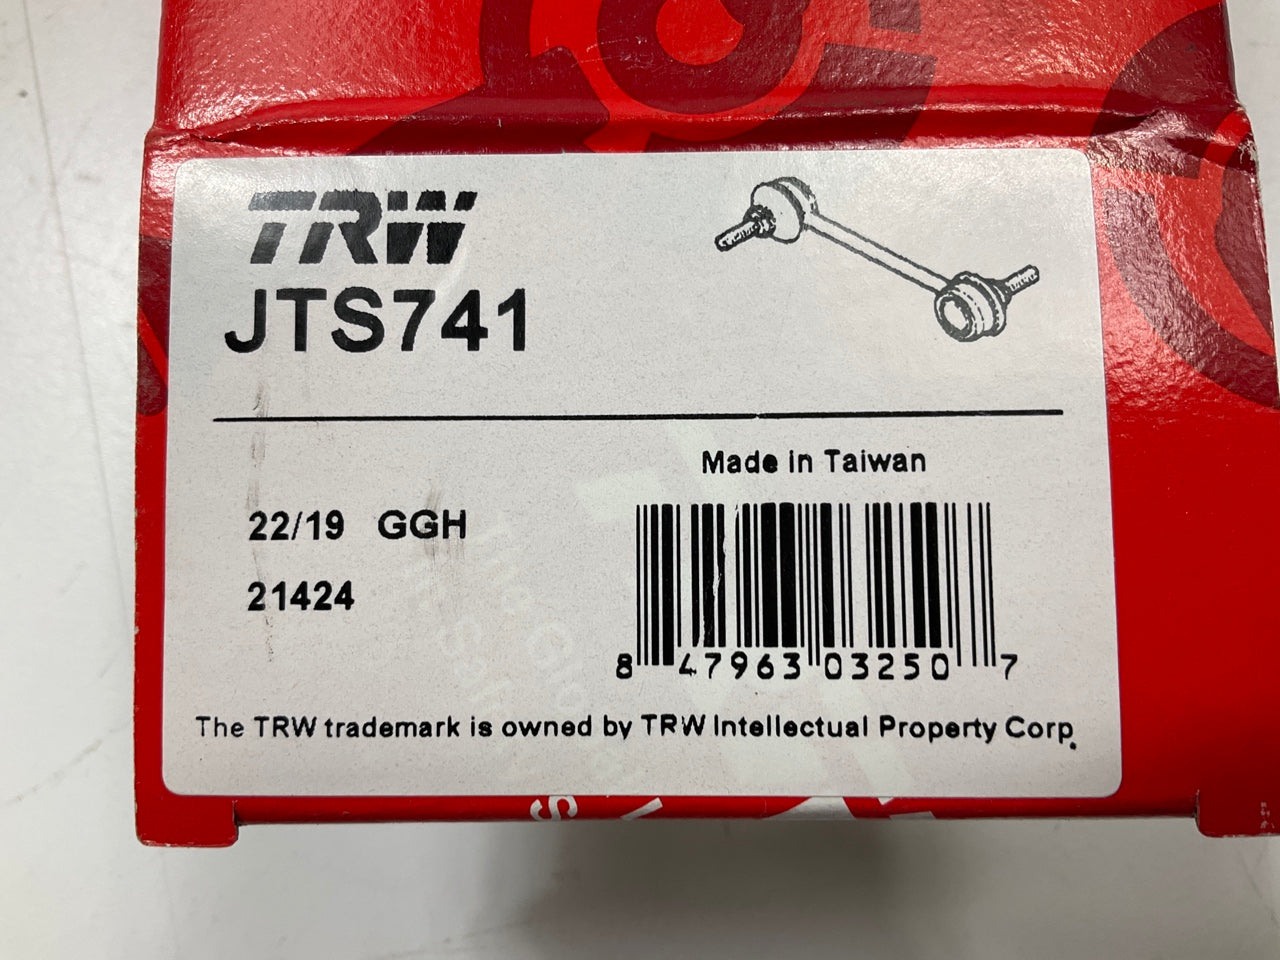 TRW
JTS741
Made in Taiwan
22/19 GGH
21424
8 47963 03250 7
The TRW trademark is owned by TRW Intellectual Property Corp.